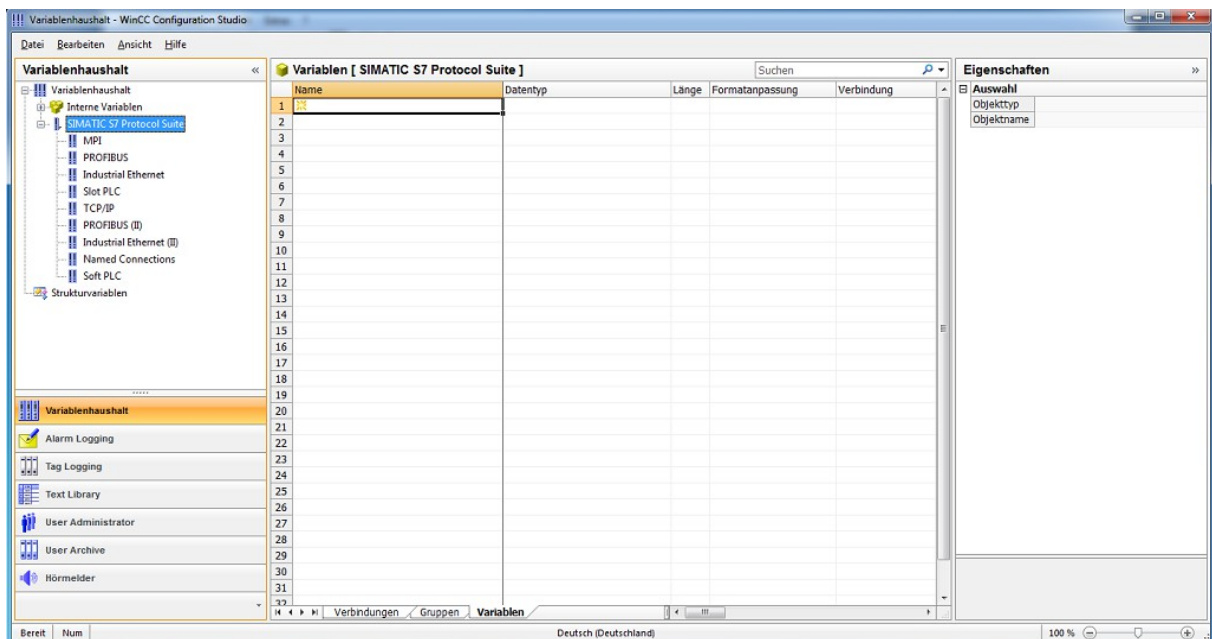 Variablenhaushalt - WinCC Configuration Studio
Datei Bearbeiten Ansicht Hilfe
Variablenhaushalt «
Variablenhaushalt
Interne Variablen
SIMATIC S7 Protocol Suite
MPI
PROFIBUS
Industrial Ethernet
Slot PLC
TCP/IP
PROFIBUS (II)
Industrial Ethernet (II)
Named Connections
Soft PLC
Strukturvariablen
Variablenhaushalt
Alarm Logging
Tag Logging
Text Library
User Administrator
User Archive
Hörmelder
Variablen [ SIMATIC S7 Protocol Suite ] Suchen
Name Datentyp Länge Formatanpassung Verbindung
1
2
3
4
5
6
7
8
9
10
11
12
13
14
15
16
17
18
19
20
21
22
23
24
25
26
27
28
29
30
31
32
Verbindungen Gruppen Variablen
Eigenschaften »
Auswahl
Objekttyp
Objektname
Bereit Num Deutsch (Deutschland) 100 %